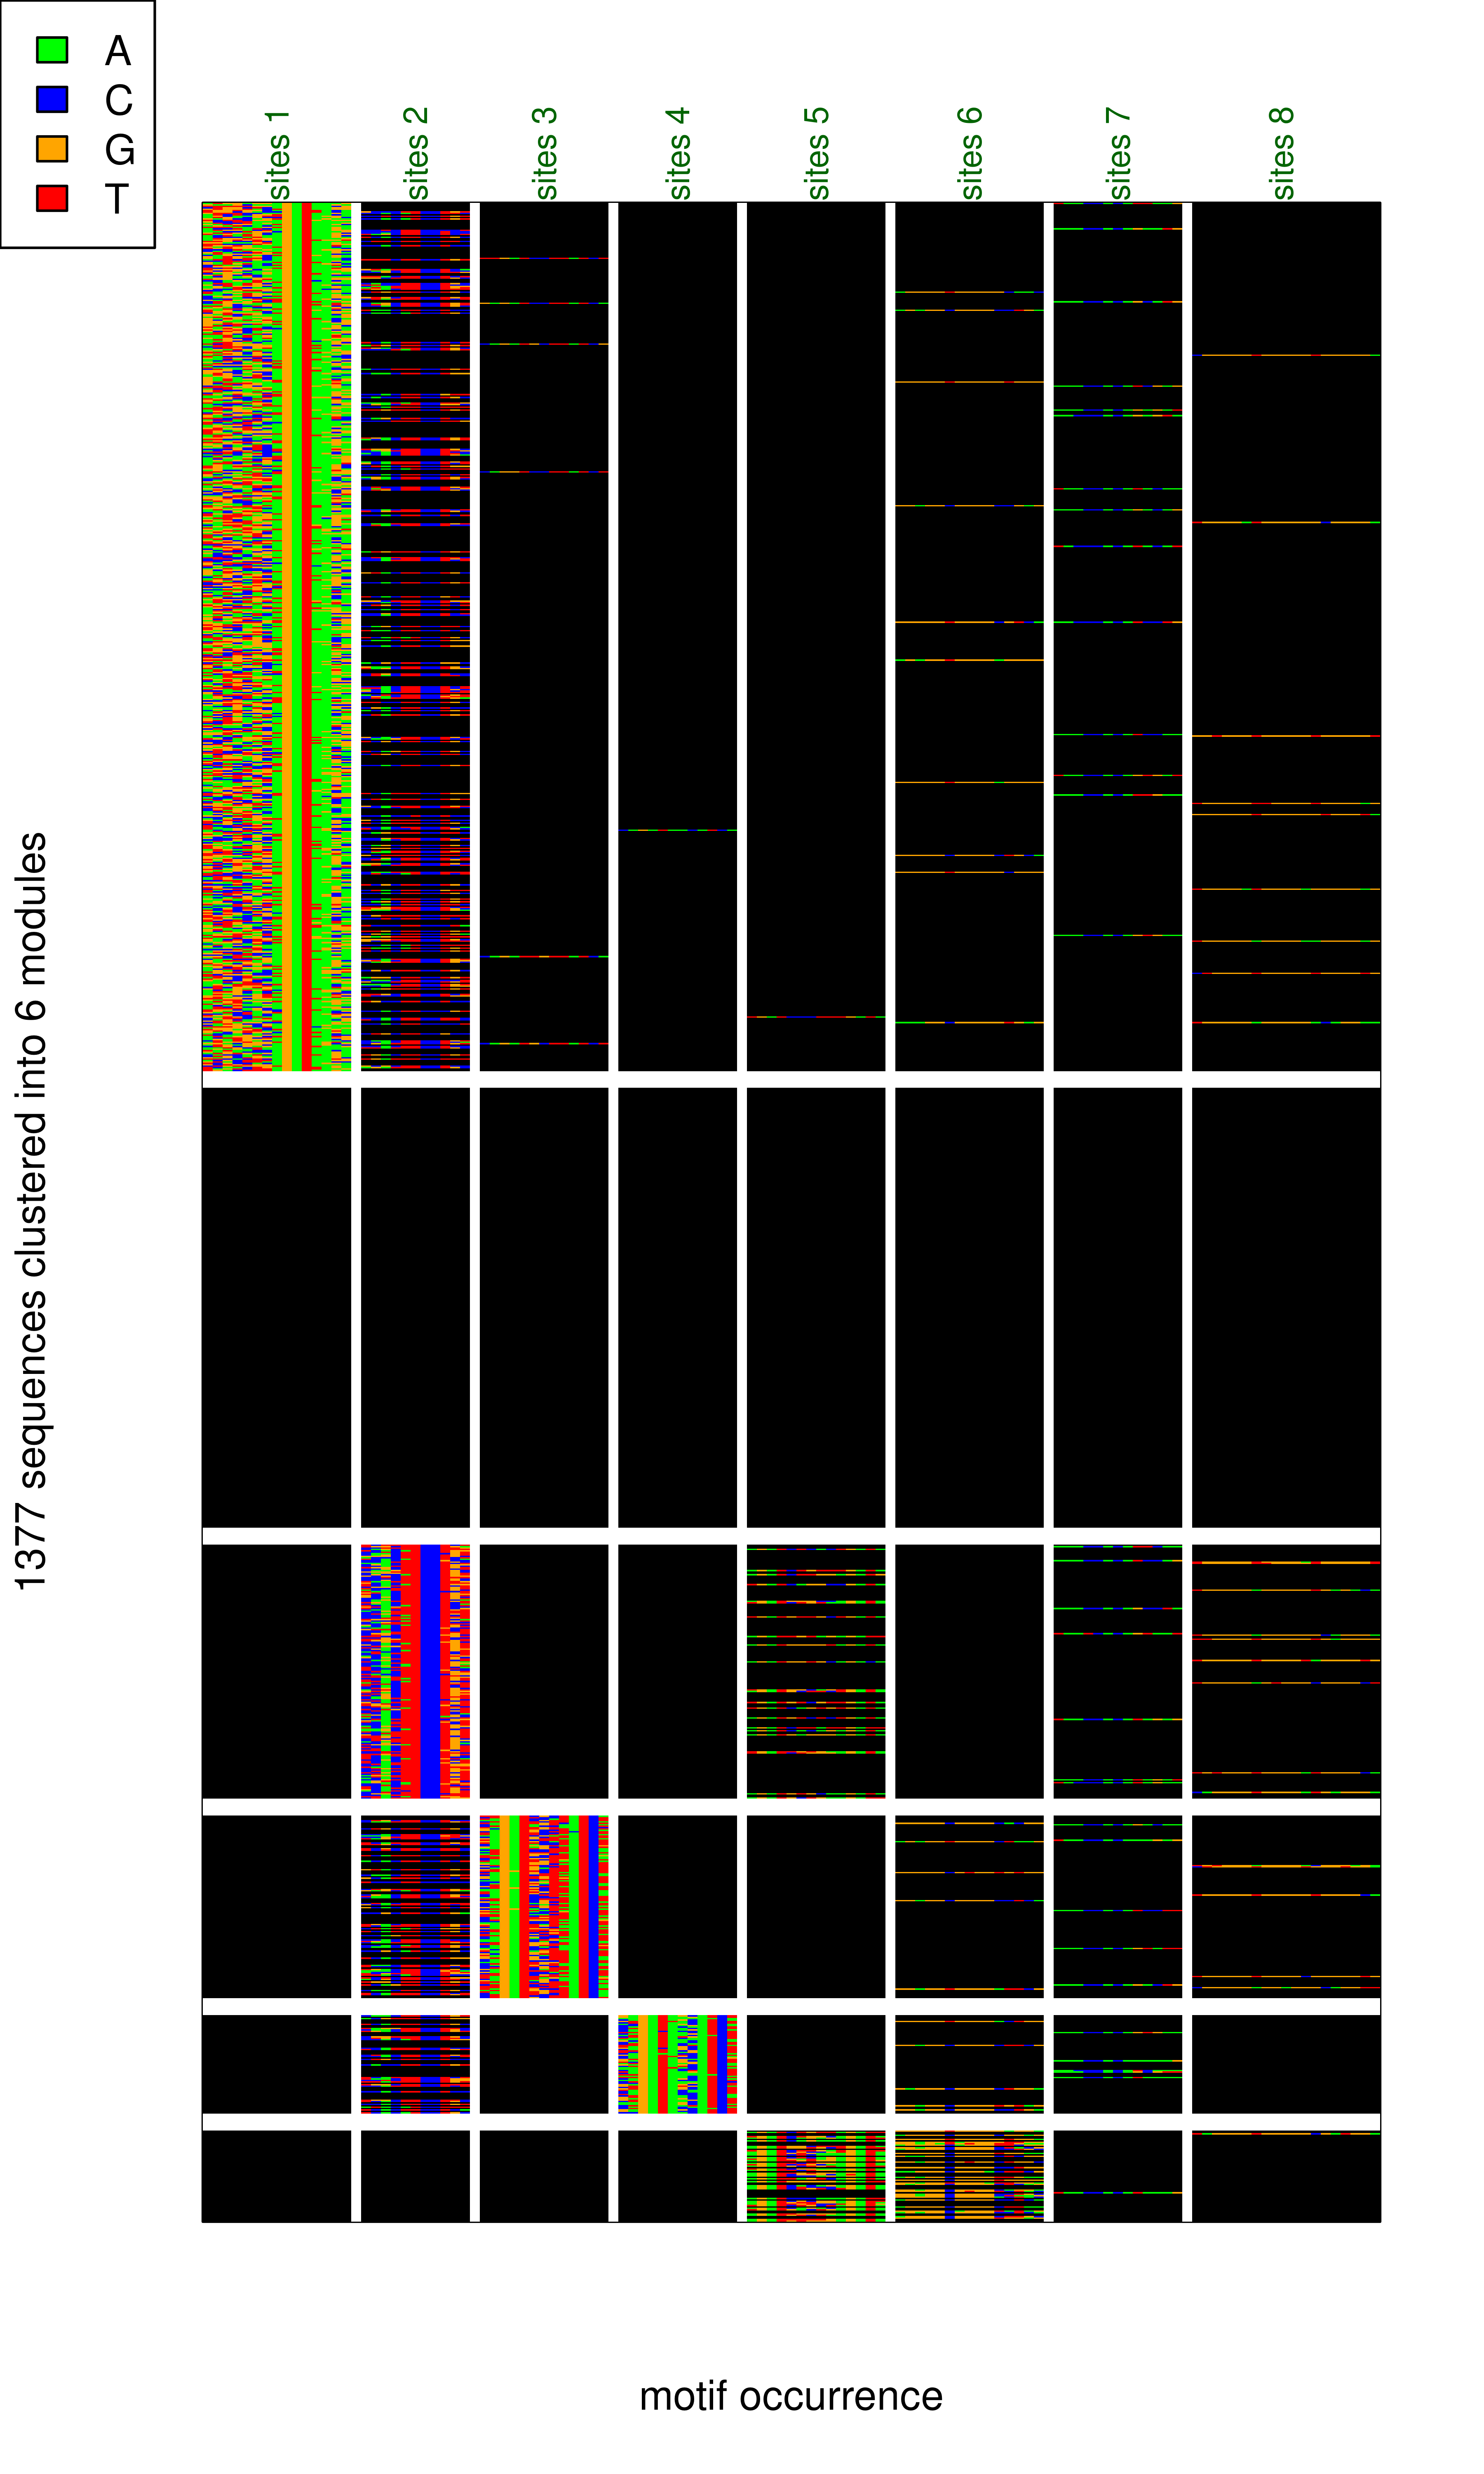 A
C
G
T
sites 1
sites 2
sites 3
sites 4
sites 5
sites 6
sites 7
sites 8
1377 sequences clustered into 6 modules
motif occurrence